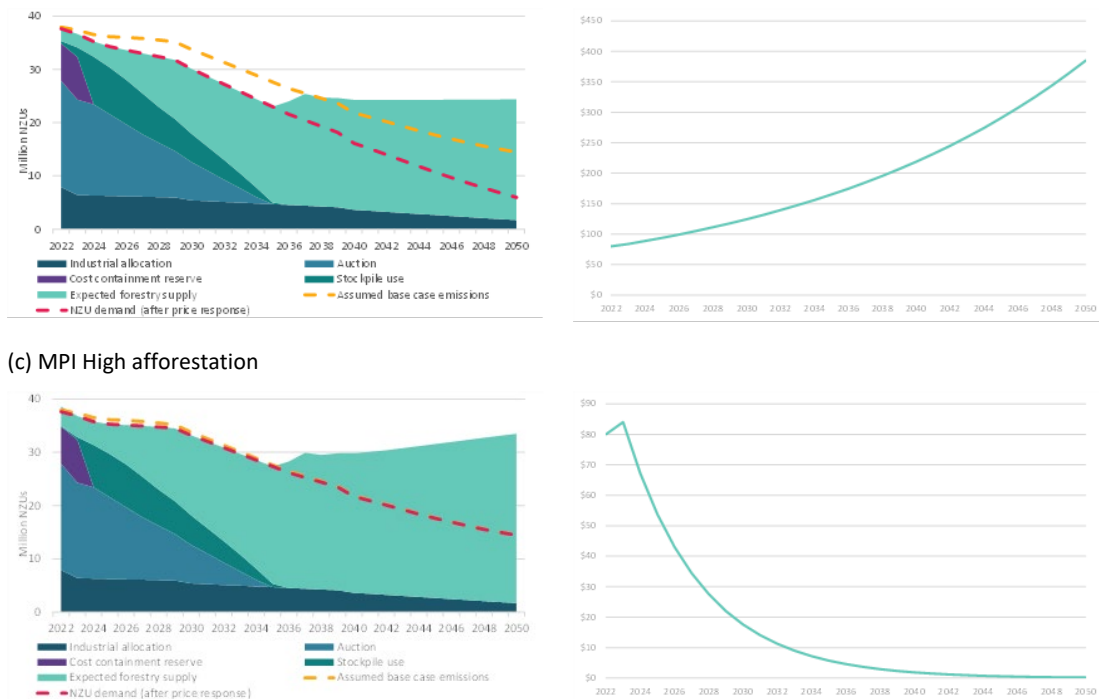 40
30
20
10
0
Million NZUs
2022 2024 2026 2028 2030 2032 2034 2036 2038 2040 2042 2044 2046 2048 2050
Industrial allocation Auction
Cost containment reserve Stockpile use
Expected forestry supply Assumed base case emissions
NZU demand (after price response)
$450
$400
$350
$300
$250
$200
$150
$100
$50
$0
2022 2024 2026 2028 2030 2032 2034 2036 2038 2040 2042 2044 2046 2048 2050
(c) MPI High afforestation
40
30
20
10
0
Million NZUs
2022 2024 2026 2028 2030 2032 2034 2036 2038 2040 2042 2044 2046 2048 2050
Industrial allocation Auction
Cost containment reserve Stockpile use
Expected forestry supply Assumed base case emissions
NZU demand (after price response)
$90
$80
$70
$60
$50
$40
$30
$20
$10
$0
2022 2024 2026 2028 2030 2032 2034 2036 2038 2040 2042 2044 2046 2048 2050